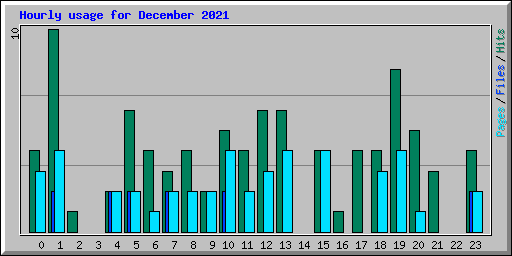 Hourly usage for December 2021
10
Pages/Files/Hits
0 1 2 3 4 5 6 7 8 9 10 11 12 13 14 15 16 17 18 19 20 21 22 23